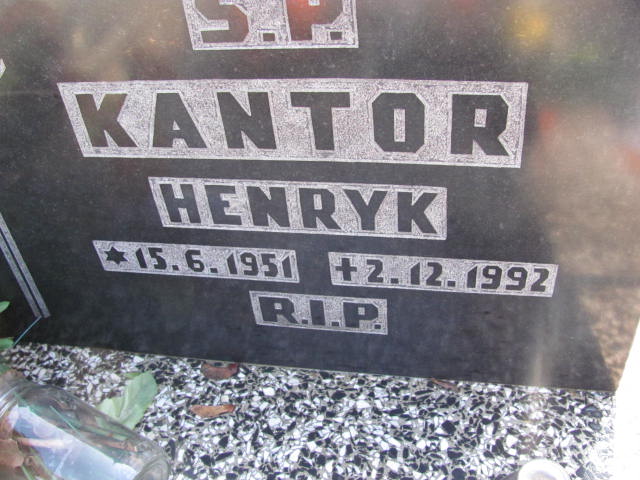 S.P.
KANTOR
HENRYK
✶15.6.1951 +2.12.1992
R.I.P.